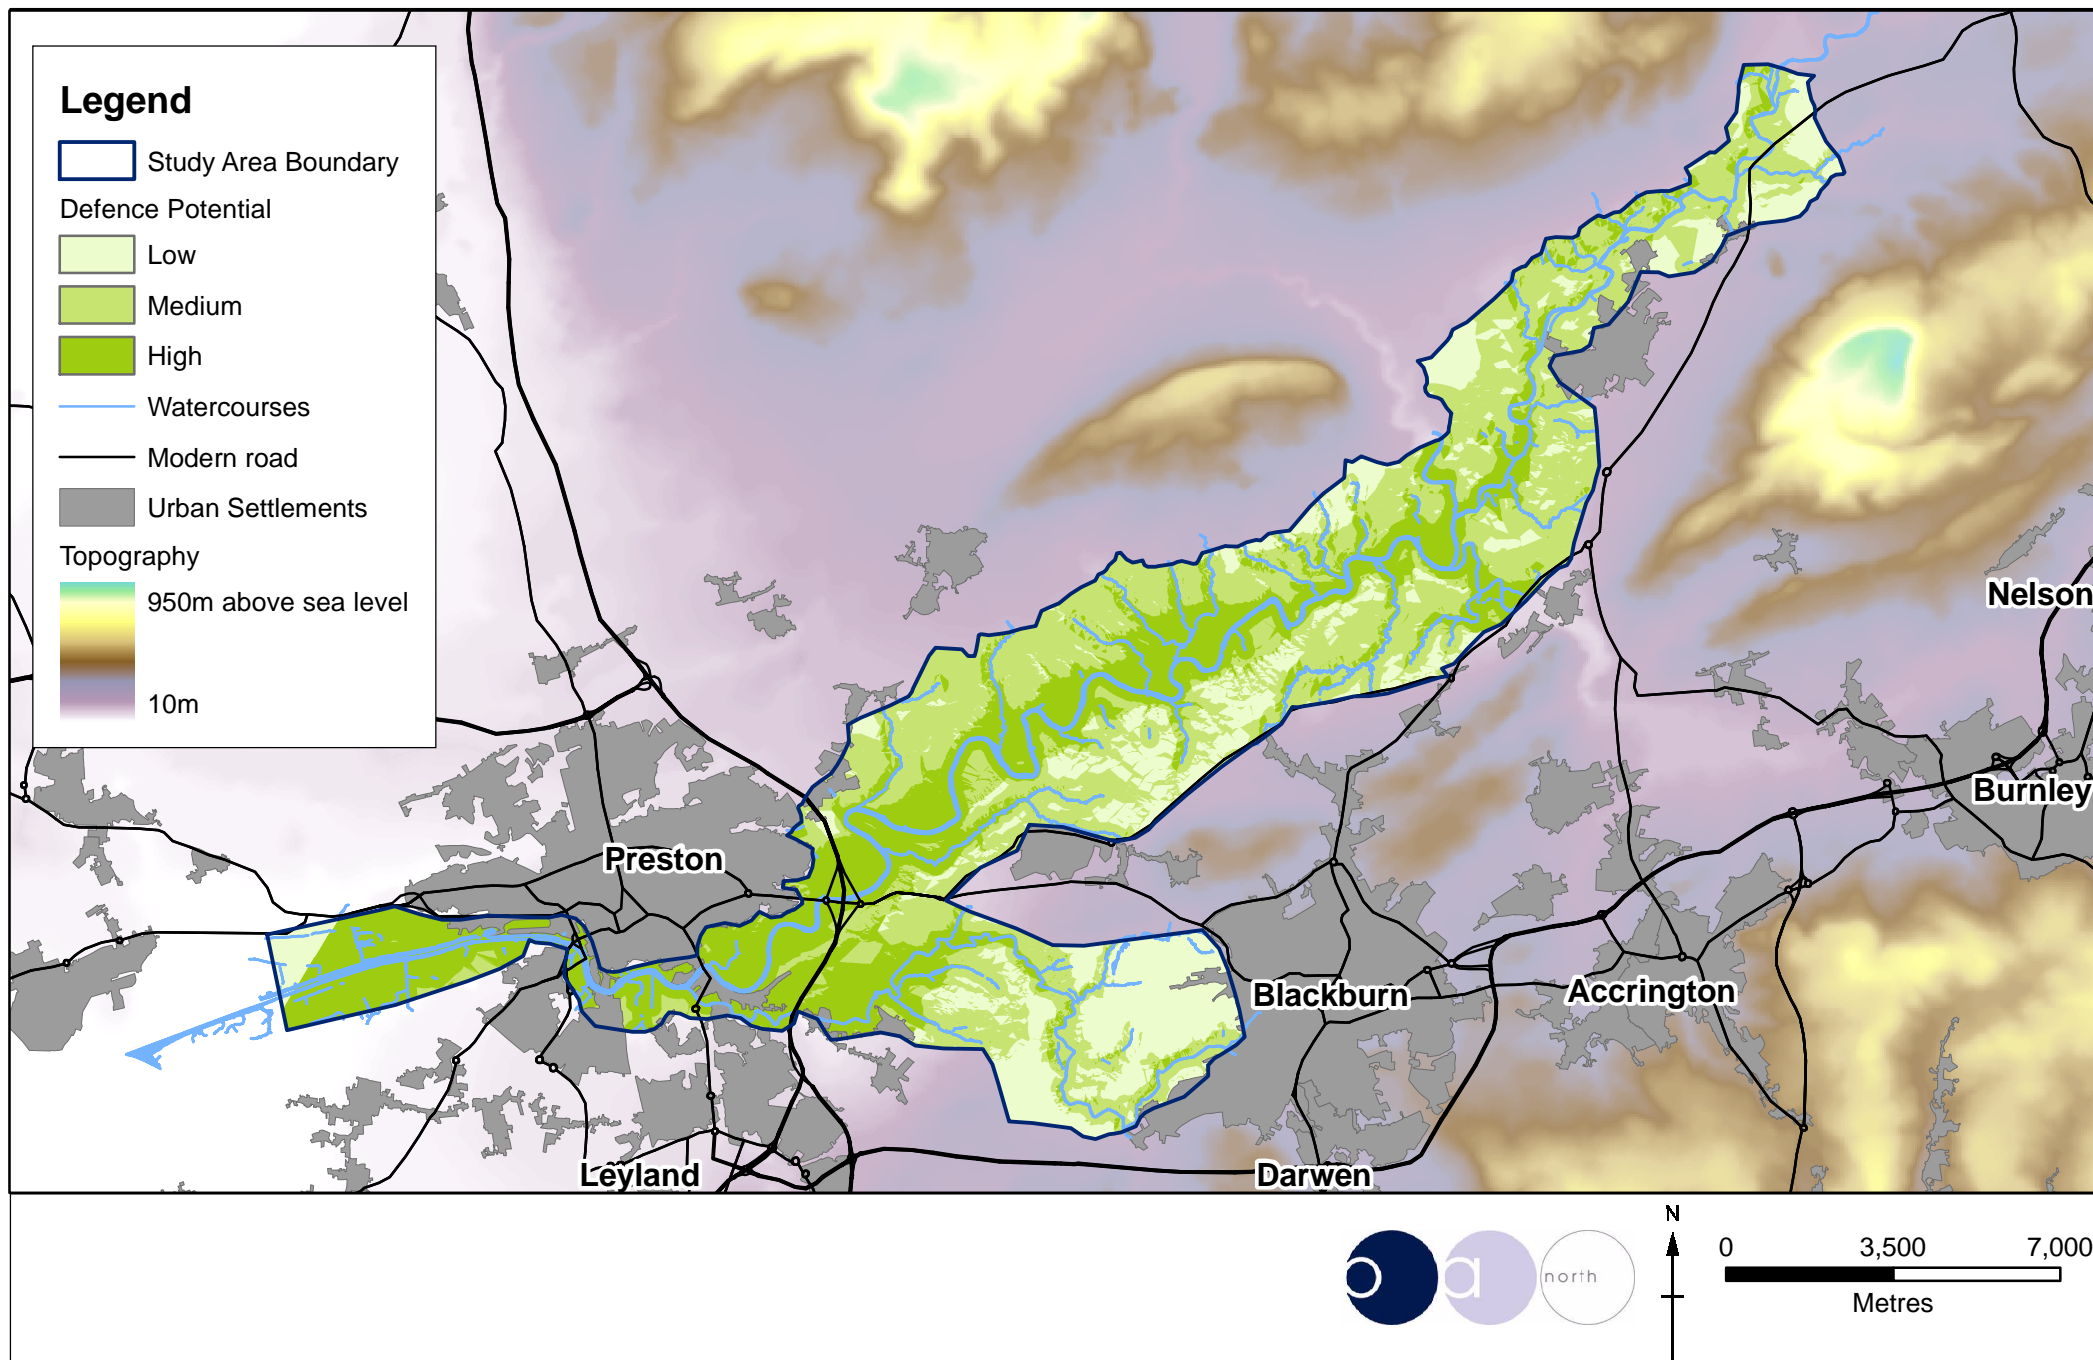 Legend
Study Area Boundary
Defence Potential
Low
Medium
High
Watercourses
Modern road
Urban Settlements
Topography
950m above sea level
10m
Nelson
Burnley
Preston
Blackburn
Accrington
Leyland
Darwen
N
o a north
0 3,500 7,000
Metres